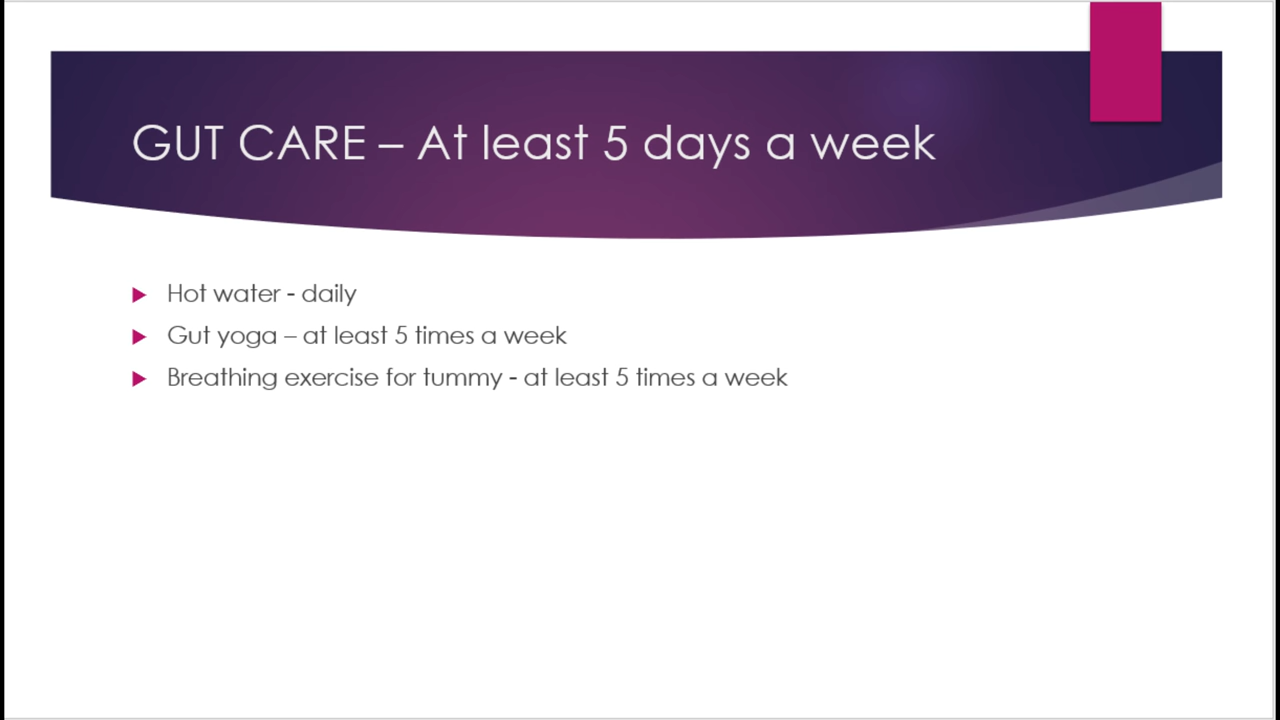 GUT CARE – At least 5 days a week
Hot water - daily
Gut yoga – at least 5 times a week
Breathing exercise for tummy - at least 5 times a week